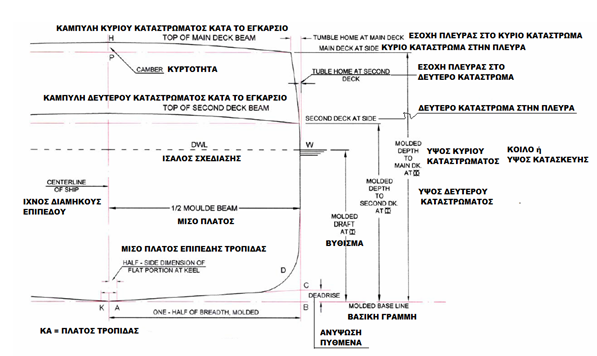 ΚΑΜΠΥΛΗ ΚΥΡΙΟΥ ΚΑΤΑΣΤΡΩΜΑΤΟΣ ΚΑΤΑ ΤΟ ΕΓΚΑΡΣΙΟ
H
TOP OF MAIN DECK BEAM
TUMBLE HOME AT MAIN DECK
ΕΣΟΧΗ ΠΛΕΥΡΑΣ ΣΤΟ ΚΥΡΙΟ ΚΑΤΑΣΤΡΩΜΑ
MAIN DECK AT SIDE
ΚΥΡΙΟ ΚΑΤΑΣΤΡΩΜΑ ΣΤΗΝ ΠΛΕΥΡΑ
P
CAMBER
ΚΥΡΤΟΤΗΤΑ
TUBLE HOME AT SECOND
DECK
ΕΣΟΧΗ ΠΛΕΥΡΑΣ ΣΤΟ
ΔΕΥΤΕΡΟ ΚΑΤΑΣΤΡΩΜΑ
ΚΑΜΠΥΛΗ ΔΕΥΤΕΡΟΥ ΚΑΤΑΣΤΡΩΜΑΤΟΣ ΚΑΤΑ ΤΟ ΕΓΚΑΡΣΙΟ
TOP OF SECOND DECK BEAM
ΔΕΥΤΕΡΟ ΚΑΤΑΣΤΡΩΜΑ ΣΤΗΝ ΠΛΕΥΡΑ
SECOND DECK AT SIDE
DWL
W
ΙΣΑΛΟΣ ΣΧΕΔΙΑΣΗΣ
MOLDED
DEPTH
TO
MAIN DK.
AT
ΥΨΟΣ ΚΥΡΙΟΥ
ΚΑΤΑΣΤΡΩΜΑΤΟΣ
ΚΟΙΛΟ ή
ΥΨΟΣ ΚΑΤΑΣΚΕΥΗΣ
CENTERLINE
OF SHIP
ΙΧΝΟΣ ΔΙΑΜΗΚΟΥΣ
ΕΠΙΠΕΔΟΥ
MOLDED
DEPTH
TO
SECOND DK.
AT
ΥΨΟΣ ΔΕΥΤΕΡΟΥ
ΚΑΤΑΣΤΡΩΜΑΤΟΣ
1/2 MOULDE BEAM
ΜΙΣΟ ΠΛΑΤΟΣ
MOLDED
DRAFT
AT
ΒΥΘΙΣΜΑ
ΜΙΣΟ ΠΛΑΤΟΣ ΕΠΙΠΕΔΗΣ ΤΡΟΠΙΔΑΣ
HALF - SIDE DIMENSION OF
FLAT PORTION AT KEEL
D
C
DEADRISE
K
A
B
MOLDED BASE LINE
ΒΑΣΙΚΗ ΓΡΑΜΜΗ
ONE - HALF OF BREADTH, MOLDED
ΚΑ = ΠΛΑΤΟΣ ΤΡΟΠΙΔΑΣ
ΑΝΥΨΩΣΗ
ΠΥΘΜΕΝΑ